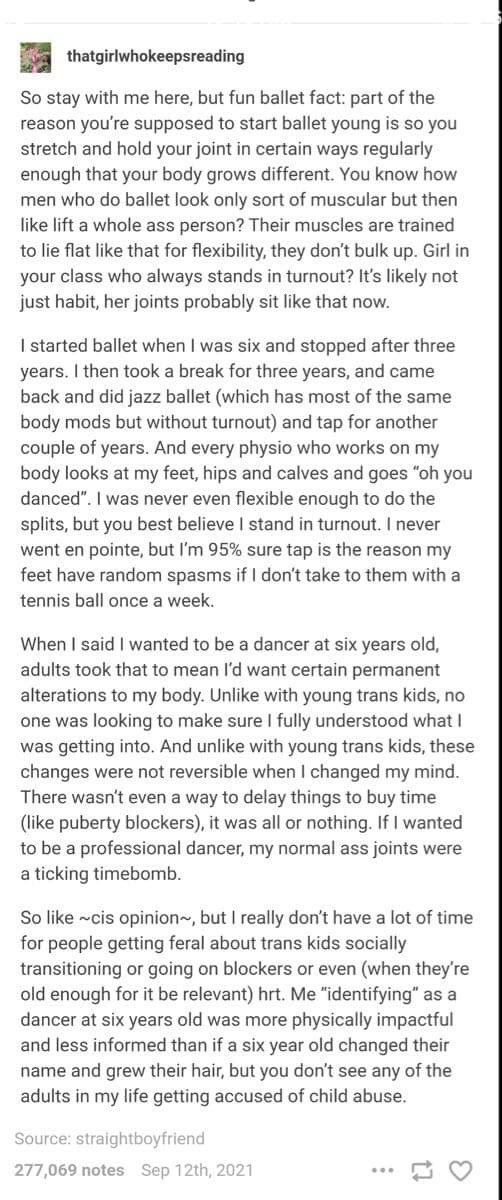 thatgirlwhokeepsreading
So stay with me here, but fun ballet fact: part of the
reason you're supposed to start ballet young is so you
stretch and hold your joint in certain ways regularly
enough that your body grows different. You know how
men who do ballet look only sort of muscular but then
like lift a whole ass person? Their muscles are trained
to lie flat like that for flexibility, they don't bulk up. Girl in
your class who always stands in turnout? It's likely not
just habit, her joints probably sit like that now.
I started ballet when I was six and stopped after three
years. I then took a break for three years, and came
back and did jazz ballet (which has most of the same
body mods but without turnout) and tap for another
couple of years. And every physio who works on my
body looks at my feet, hips and calves and goes "oh you
danced". I was never even flexible enough to do the
splits, but you best believe I stand in turnout. I never
went en pointe, but I'm 95% sure tap is the reason my
feet have random spasms if I don't take to them with a
tennis ball once a week.
When I said I wanted to be a dancer at six years old,
adults took that to mean I'd want certain permanent
alterations to my body. Unlike with young trans kids, no
one was looking to make sure I fully understood what I
was getting into. And unlike with young trans kids, these
changes were not reversible when I changed my mind.
There wasn't even a way to delay things to buy time
(like puberty blockers), it was all or nothing. If I wanted
to be a professional dancer, my normal ass joints were
a ticking timebomb.
So like ~cis opinion~, but I really don't have a lot of time
for people getting feral about trans kids socially
transitioning or going on blockers or even (when they're
old enough for it be relevant) hrt. Me "identifying" as a
dancer at six years old was more physically impactful
and less informed than if a six year old changed their
name and grew their hair, but you don't see any of the
adults in my life getting accused of child abuse.
Source: straightboyfriend
277,069 notes Sep 12th, 2021